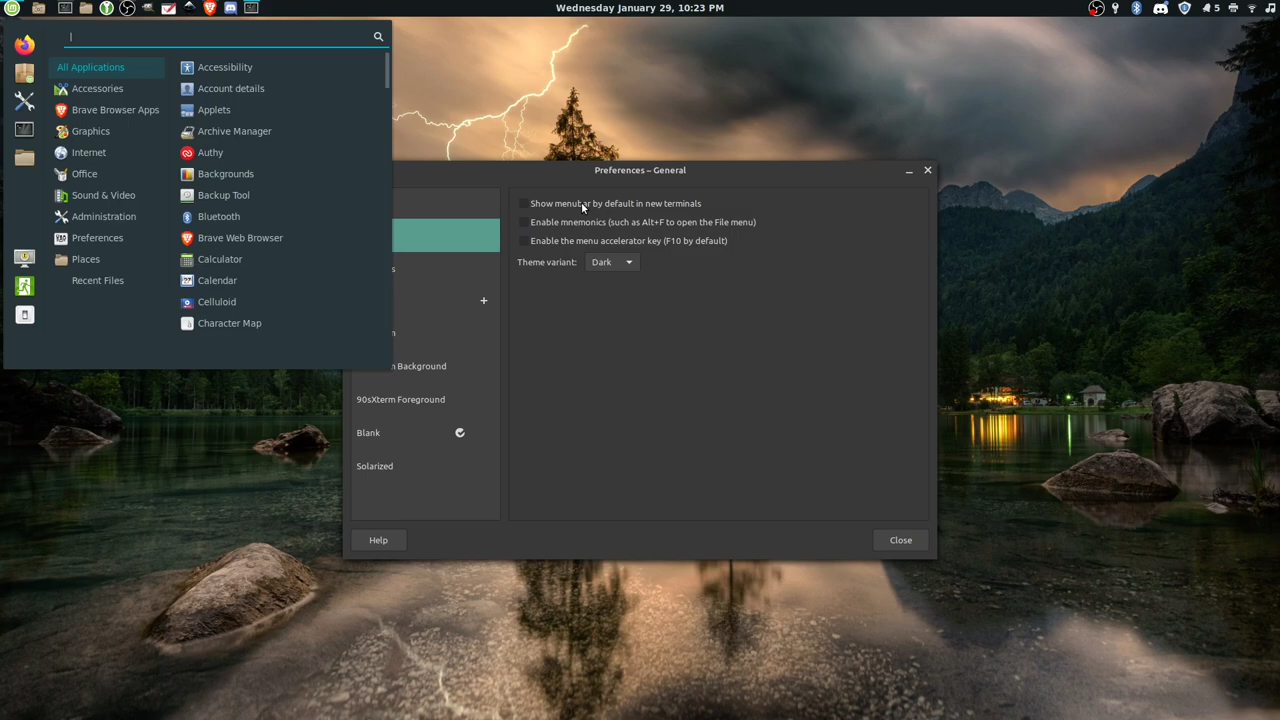 Wednesday January 29, 10:23 PM
5
All Applications
Accessories
Brave Browser Apps
Graphics
Internet
Office
Sound & Video
Administration
Preferences
Places
Recent Files
Accessibility
Account details
Applets
Archive Manager
Authy
Backgrounds
Backup Tool
Bluetooth
Brave Web Browser
Calculator
Calendar
Celluloid
Character Map
Preferences – General
Background
90sXterm Foreground
Blank
Solarized
Show menubar by default in new terminals
Enable mnemonics (such as Alt+F to open the File menu)
Enable the menu accelerator key (F10 by default)
Theme variant: Dark
Help
Close